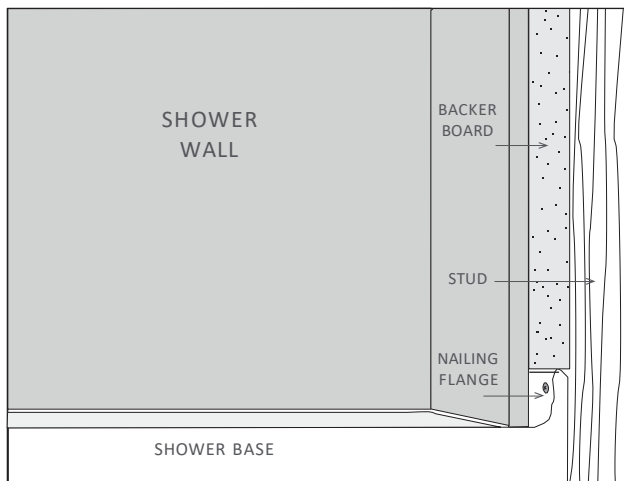 SHOWER
WALL
BACKER
BOARD
STUD
NAILING
FLANGE
SHOWER BASE